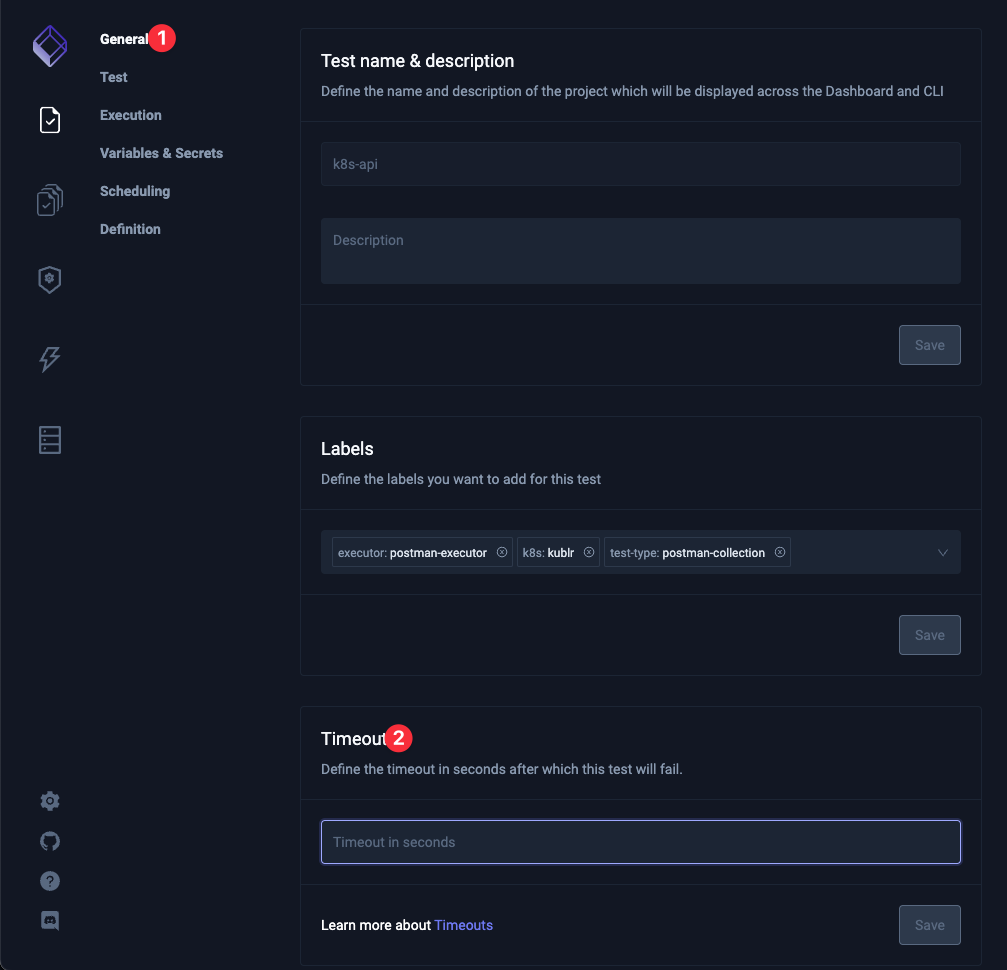 General 1
Test
Execution
Variables & Secrets
Scheduling
Definition
Test name & description
Define the name and description of the project which will be displayed across the Dashboard and CLI
k8s-api
Description
Save
Labels
Define the labels you want to add for this test
executor: postman-executor k8s: kublr test-type: postman-collection
Save
Timeout 2
Define the timeout in seconds after which this test will fail.
Timeout in seconds
Learn more about Timeouts
Save
?